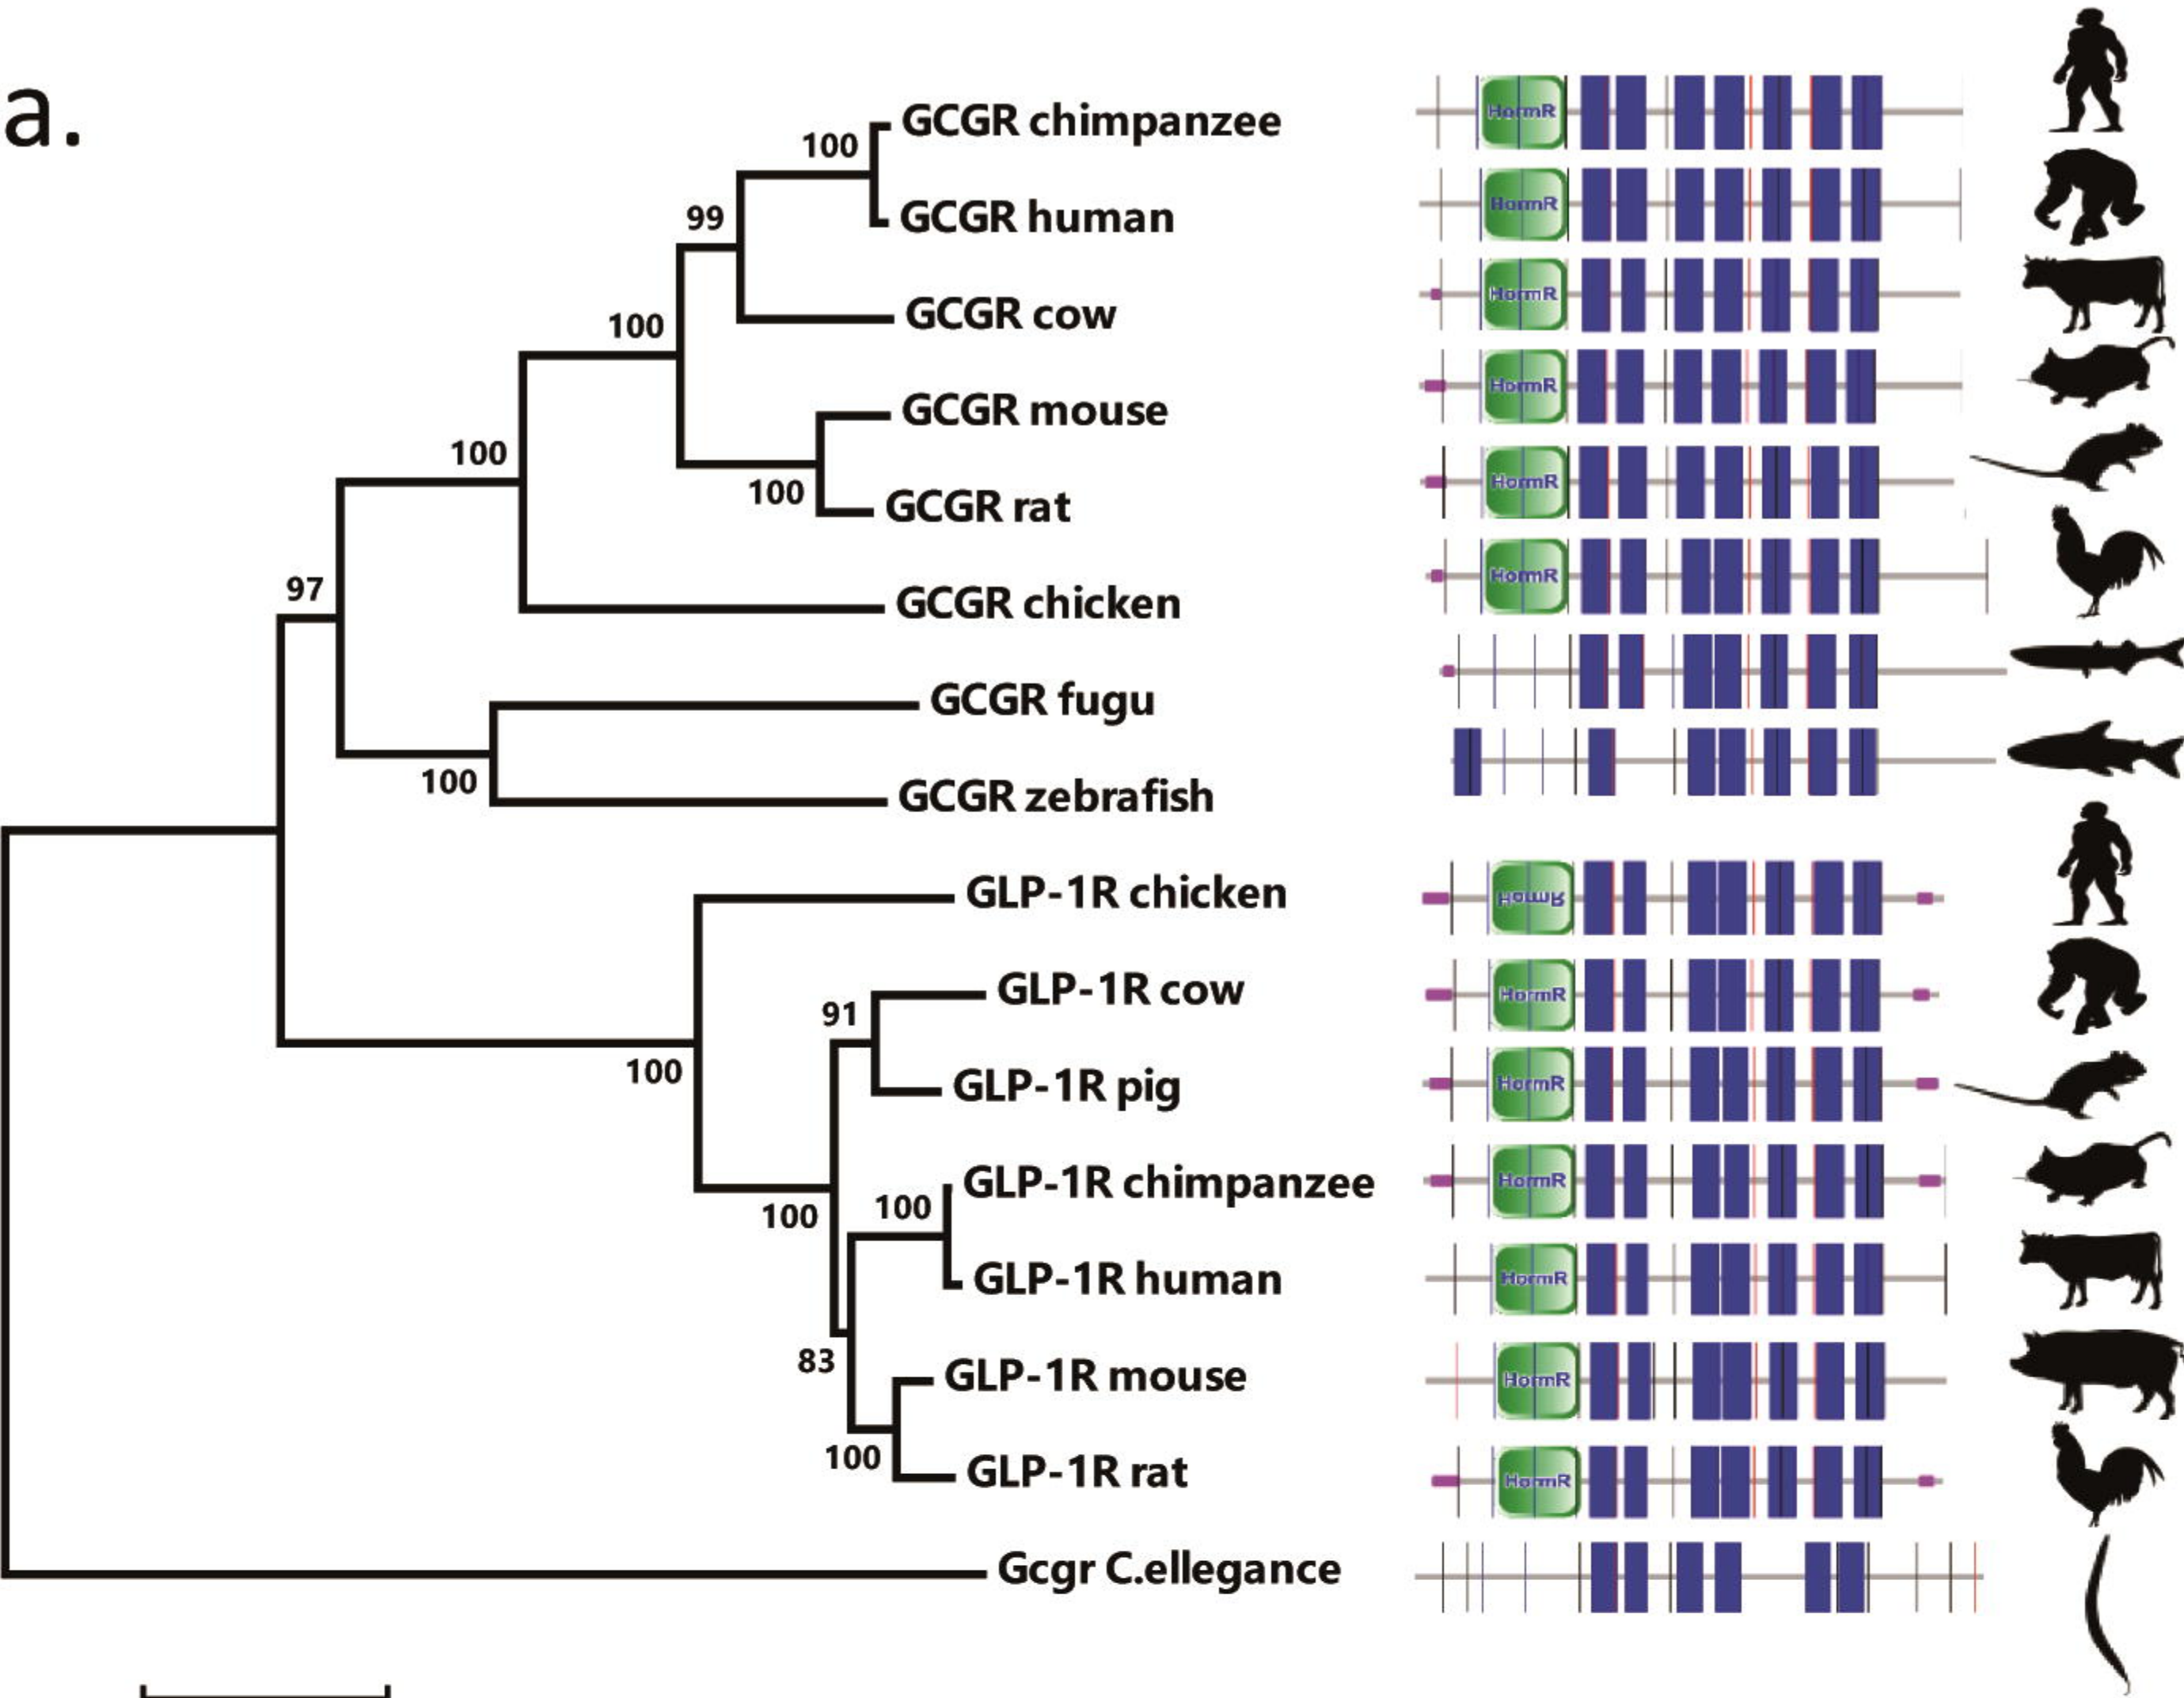 a.
GCGR chimpanzee
HormR
100
GCGR human
HormR
99
GCGR cow
HormR
100
GCGR mouse
HormR
100
GCGR rat
HormR
100
GCGR chicken
HormR
97
GCGR fugu
100
GCGR zebrafish
GLP-1R chicken
HormR
GLP-1R cow
HormR
91
100
GLP-1R pig
HormR
GLP-1R chimpanzee
HormR
100
100
GLP-1R human
HormR
83
GLP-1R mouse
HormR
100
GLP-1R rat
HormR
Gcgr C.ellegance